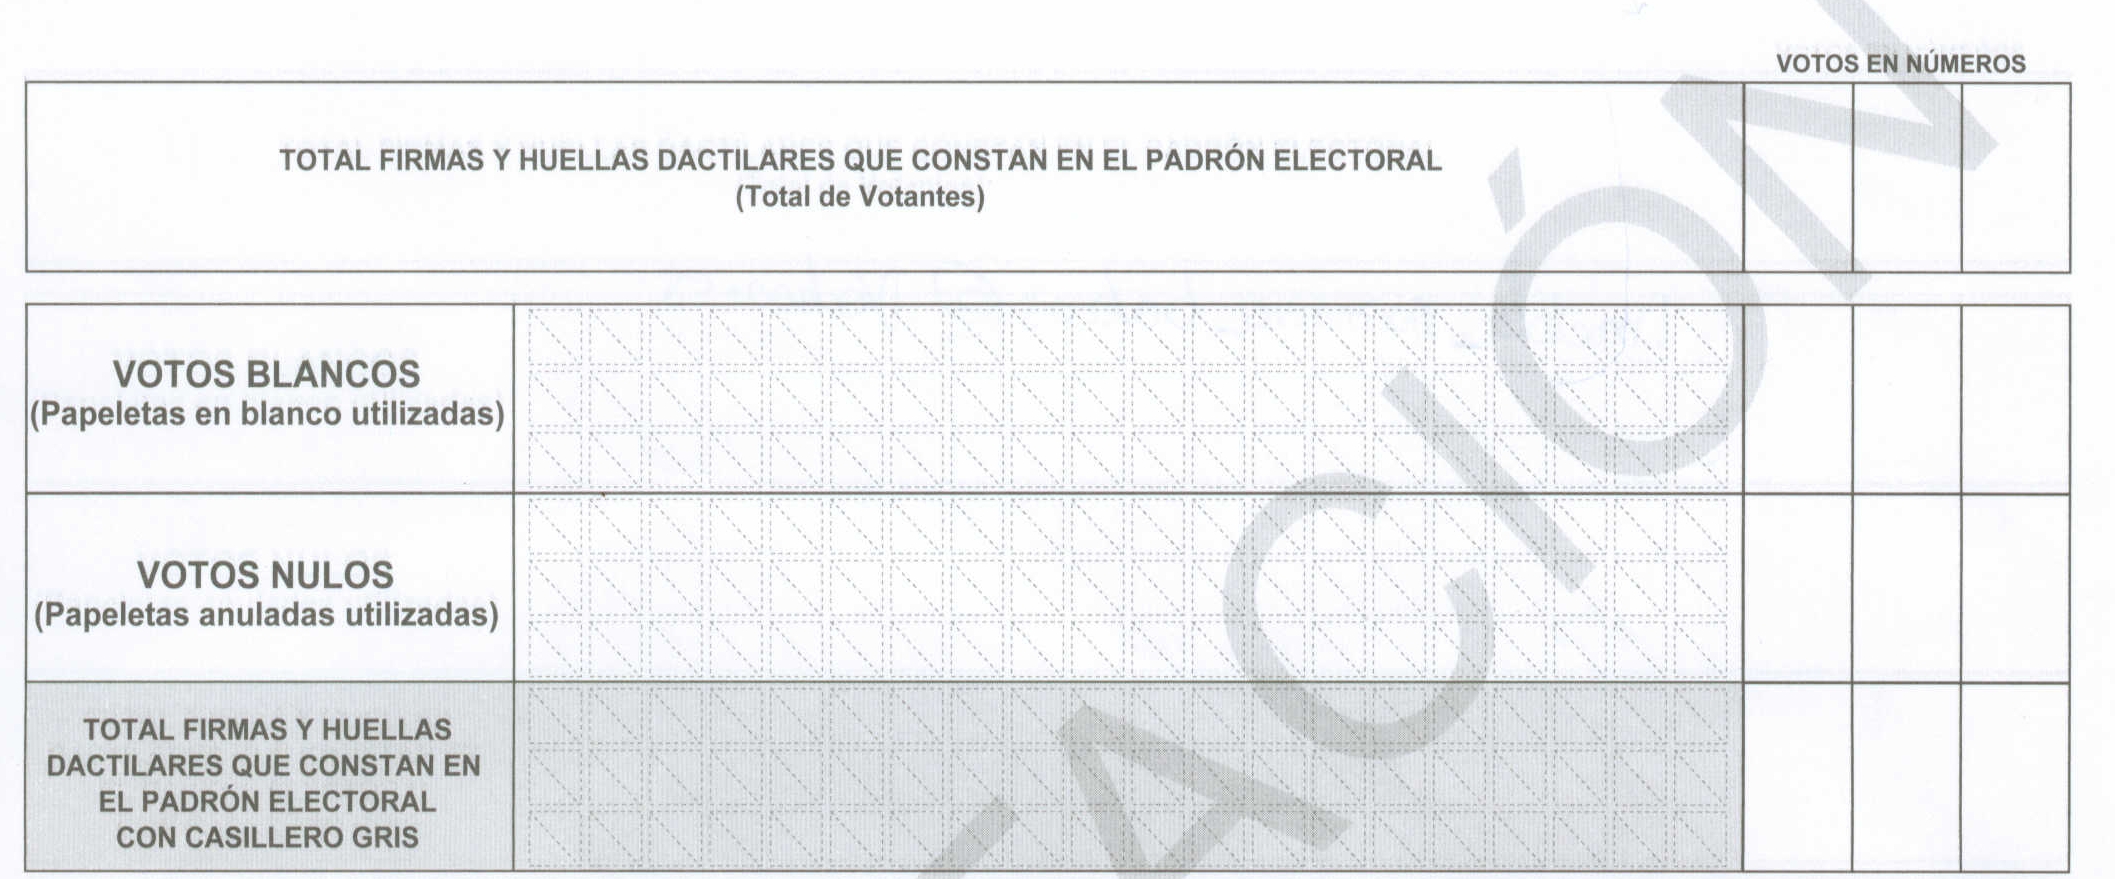 VOTOS EN NÚMEROS
TOTAL FIRMAS Y HUELLAS DACTILARES QUE CONSTAN EN EL PADRÓN ELECTORAL
(Total de Votantes)
VOTOS BLANCOS
(Papeletas en blanco utilizadas)
VOTOS NULOS
(Papeletas anuladas utilizadas)
TOTAL FIRMAS Y HUELLAS
DACTILARES QUE CONSTAN EN
EL PADRÓN ELECTORAL
CON CASILLERO GRIS
TACIÓN